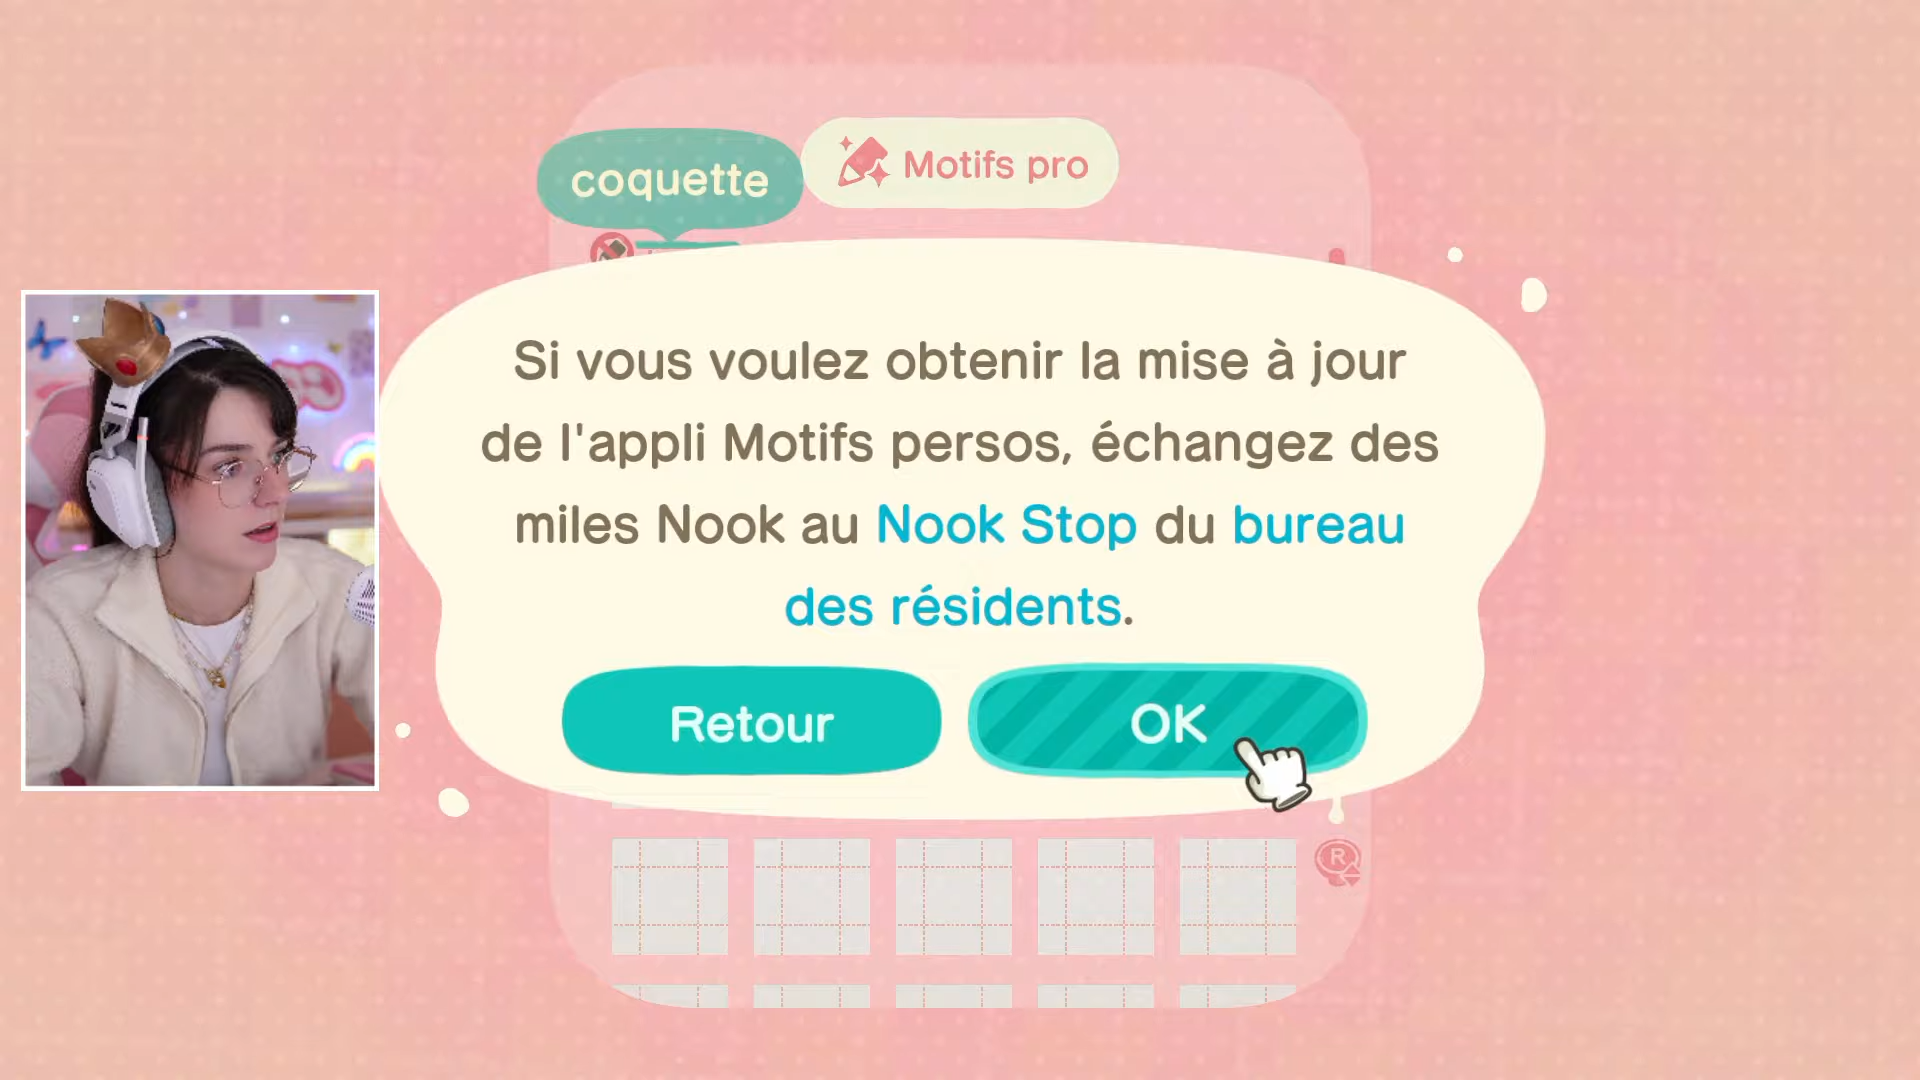 coquette
Motifs pro
Si vous voulez obtenir la mise à jour
de l'appli Motifs persos, échangez des
miles Nook au Nook Stop du bureau
des résidents.
Retour
OK
R